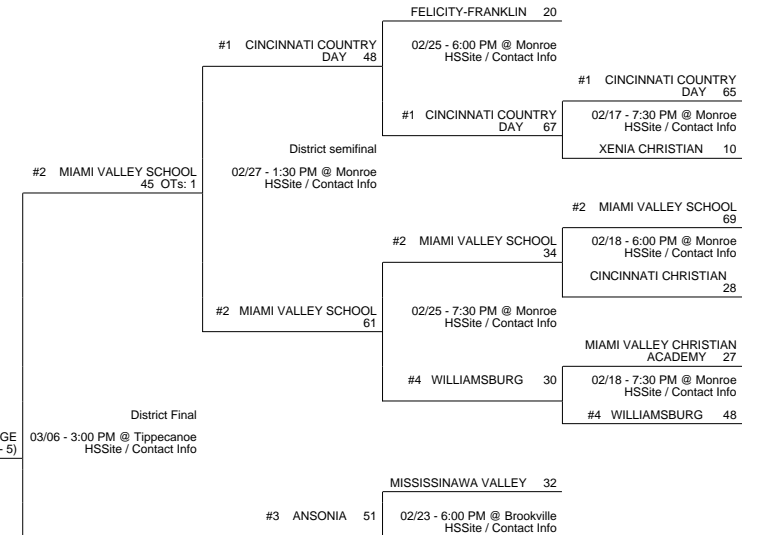 FELICITY-FRANKLIN 20
#1 CINCINNATI COUNTRY
DAY 48
02/25 - 6:00 PM @ Monroe
HSSite / Contact Info
#1 CINCINNATI COUNTRY
DAY 65
#1 CINCINNATI COUNTRY
DAY 67
02/17 - 7:30 PM @ Monroe
HSSite / Contact Info
XENIA CHRISTIAN 10
District semifinal
02/27 - 1:30 PM @ Monroe
HSSite / Contact Info
#2 MIAMI VALLEY SCHOOL
45 OTs: 1
#2 MIAMI VALLEY SCHOOL
69
#2 MIAMI VALLEY SCHOOL
34
02/18 - 6:00 PM @ Monroe
HSSite / Contact Info
CINCINNATI CHRISTIAN
28
#2 MIAMI VALLEY SCHOOL
61
02/25 - 7:30 PM @ Monroe
HSSite / Contact Info
MIAMI VALLEY CHRISTIAN
ACADEMY 27
#4 WILLIAMSBURG 30
02/18 - 7:30 PM @ Monroe
HSSite / Contact Info
#4 WILLIAMSBURG 48
District Final
GE
- 5)
03/06 - 3:00 PM @ Tippecanoe
HSSite / Contact Info
MISSISSINAWA VALLEY 32
#3 ANSONIA 51
02/23 - 6:00 PM @ Brookville
HSSite / Contact Info